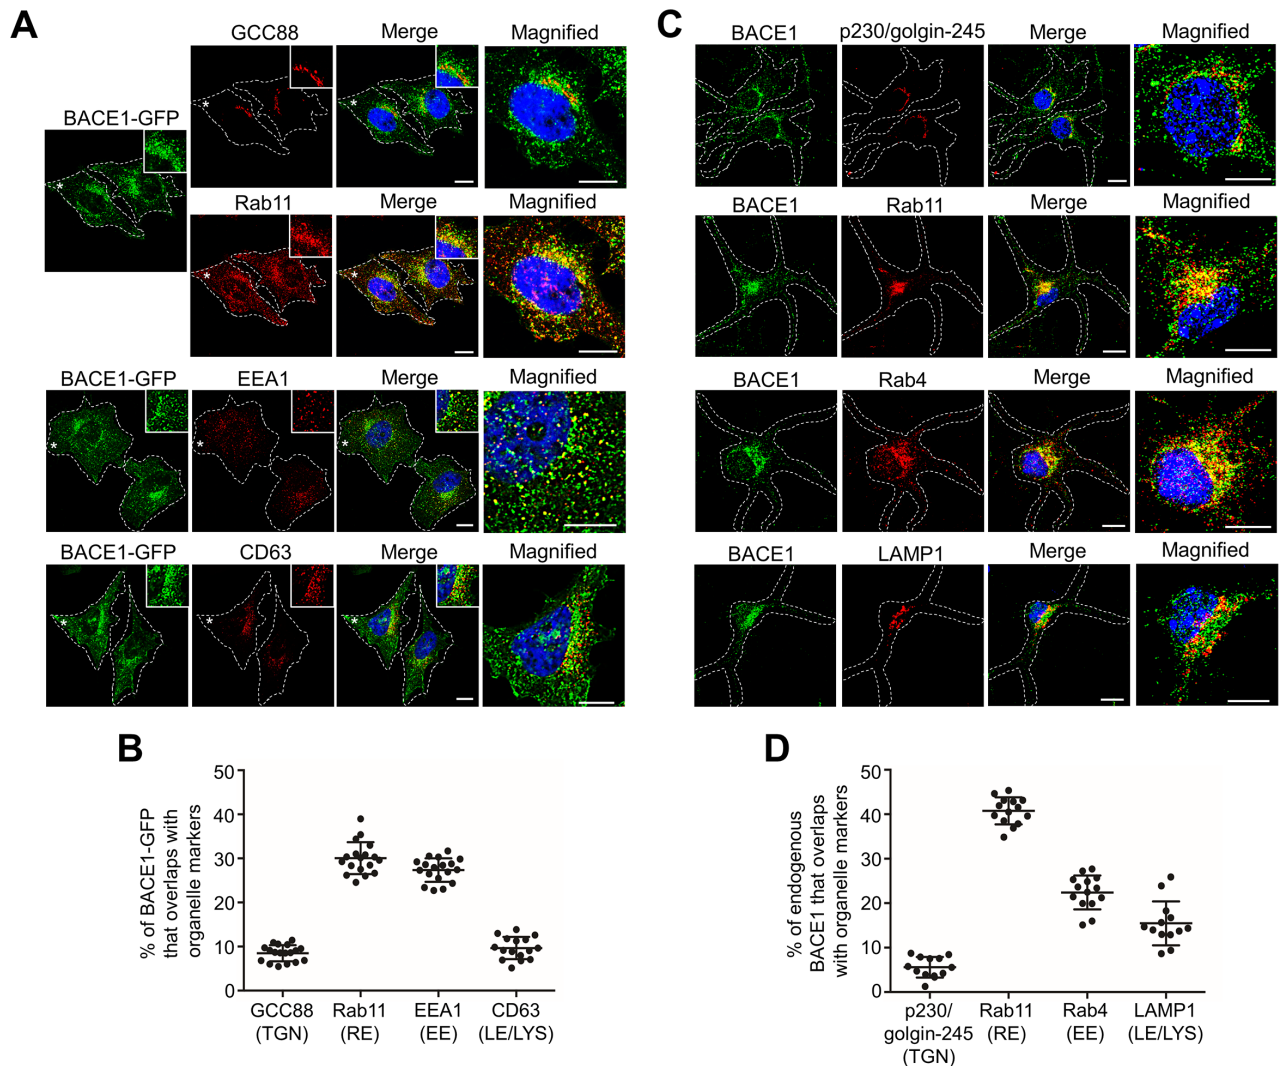 A
GCC88 Merge Magnified
BACE1-GFP
*
*
*
Rab11 Merge Magnified
*
*
BACE1-GFP EEA1 Merge Magnified
*
*
*
BACE1-GFP CD63 Merge Magnified
*
*
*
C
BACE1 p230/golgin-245 Merge Magnified
BACE1 Rab11 Merge Magnified
BACE1 Rab4 Merge Magnified
BACE1 LAMP1 Merge Magnified
B
% of BACE1-GFP
that overlaps with
organelle markers
50
40
30
20
10
0
GCC88 Rab11 EEA1 CD63
(TGN) (RE) (EE) (LE/LYS)
D
% of endogenous
BACE1 that overlaps
with organelle markers
50
40
30
20
10
0
p230/ Rab11 Rab4 LAMP1
golgin-245 (RE) (EE) (LE/LYS)
(TGN)